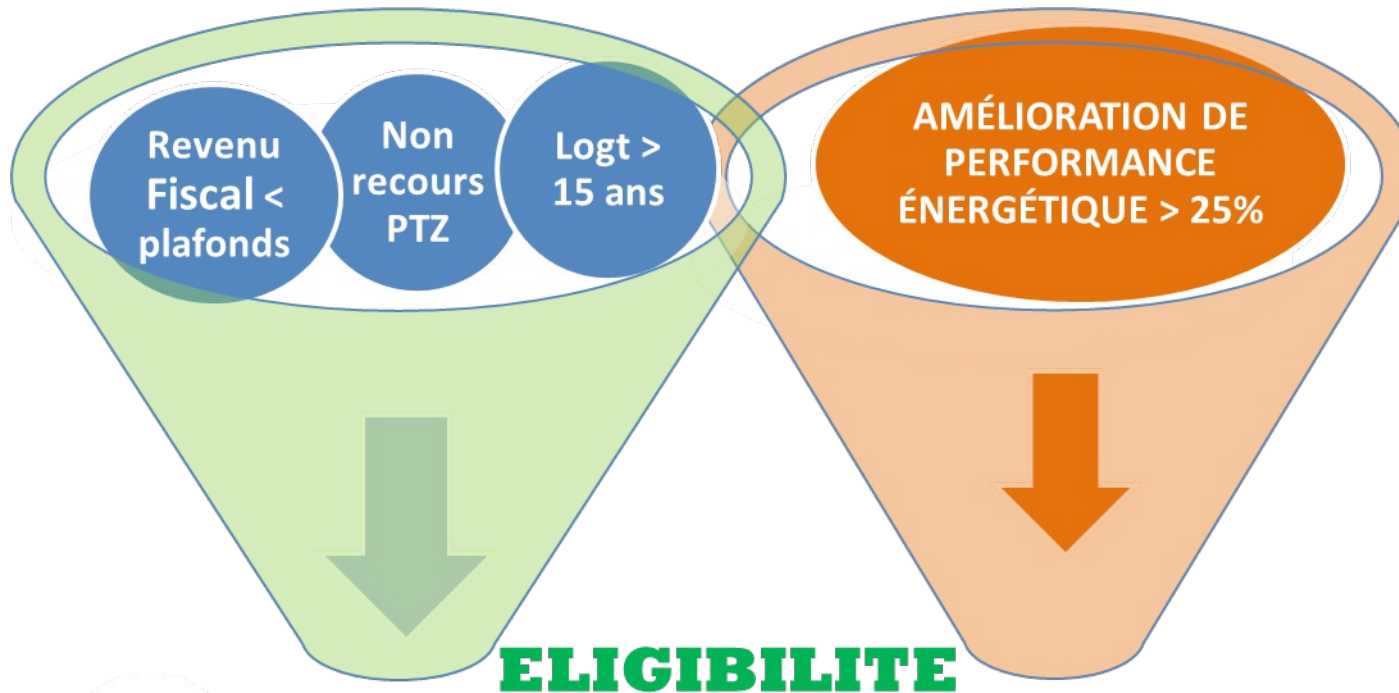 Revenu
Fiscal <
plafonds
Non
recours
PTZ
Logt >
15 ans
AMÉLIORATION DE
PERFORMANCE
ÉNERGÉTIQUE > 25%
ELIGIBILITE